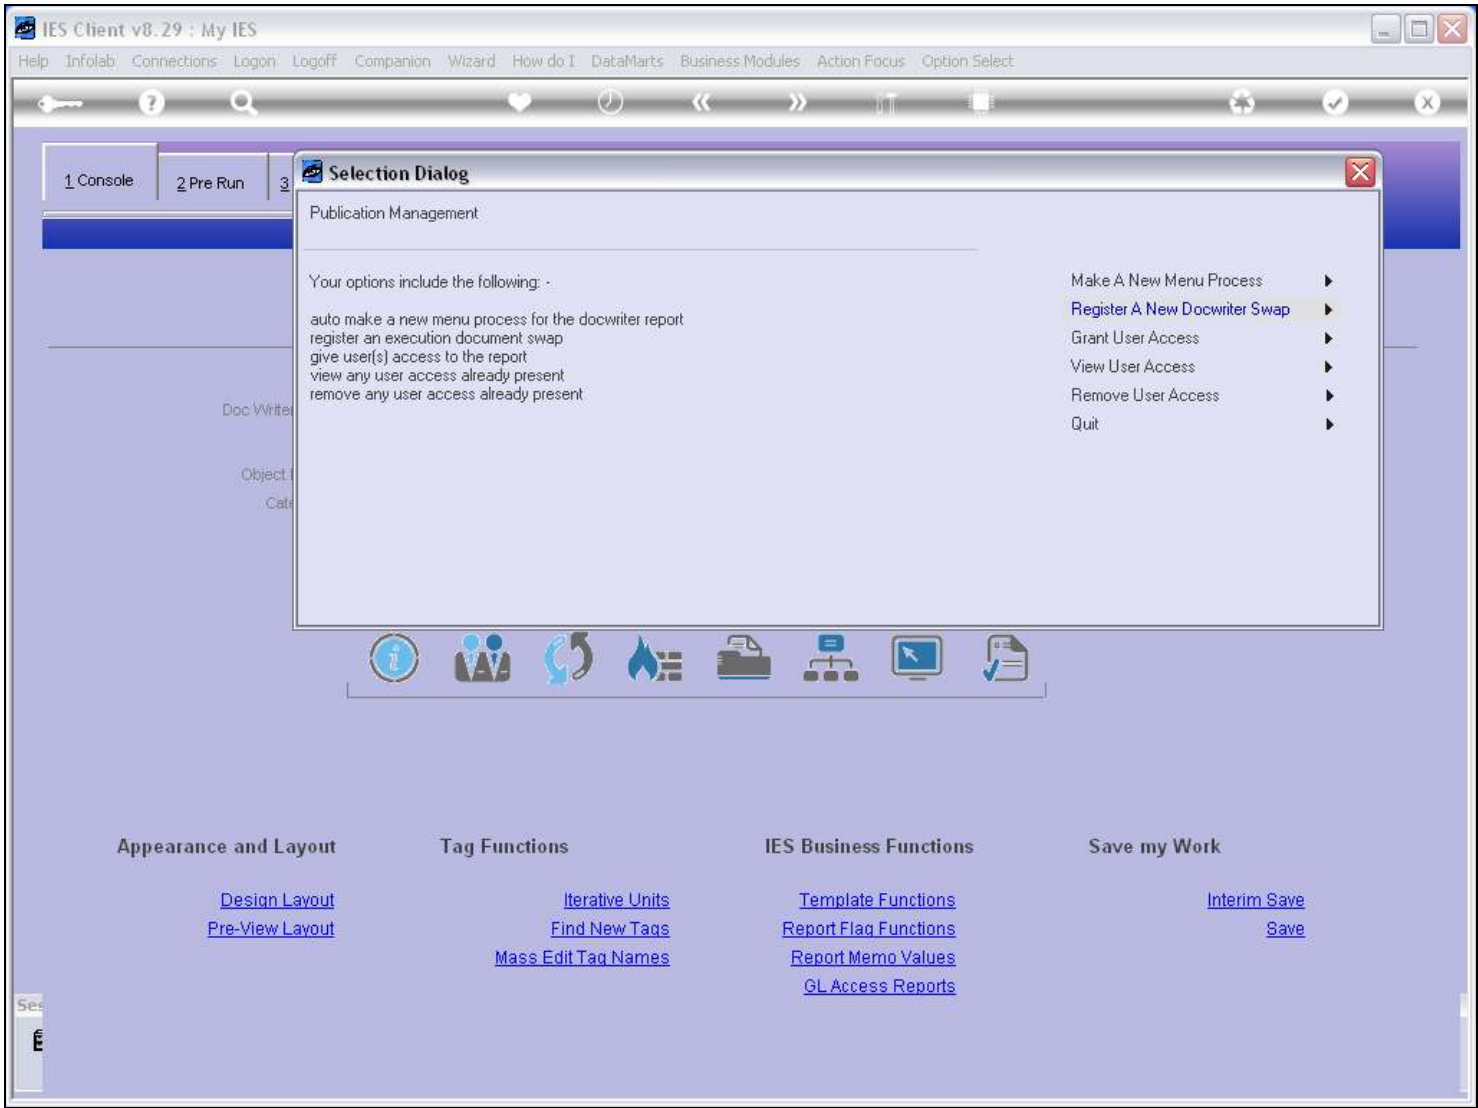 IES Client v8.29 : My IES
Help Infolab Connections Logon Logoff Companion Wizard How do I DataMarts Business Modules Action Focus Option Select
1 Console
2 Pre Run
3
Selection Dialog
Publication Management
Your options include the following: -
auto make a new menu process for the docwriter report
register an execution document swap
give user(s) access to the report
view any user access already present
remove any user access already present
Make A New Menu Process
Register A New Docwriter Swap
Grant User Access
View User Access
Remove User Access
Quit
Doc Writer
Object
Cate
Appearance and Layout
Design Layout
Pre-View Layout
Tag Functions
Iterative Units
Find New Tags
Mass Edit Tag Names
IES Business Functions
Template Functions
Report Flag Functions
Report Memo Values
GL Access Reports
Save my Work
Interim Save
Save
Ses